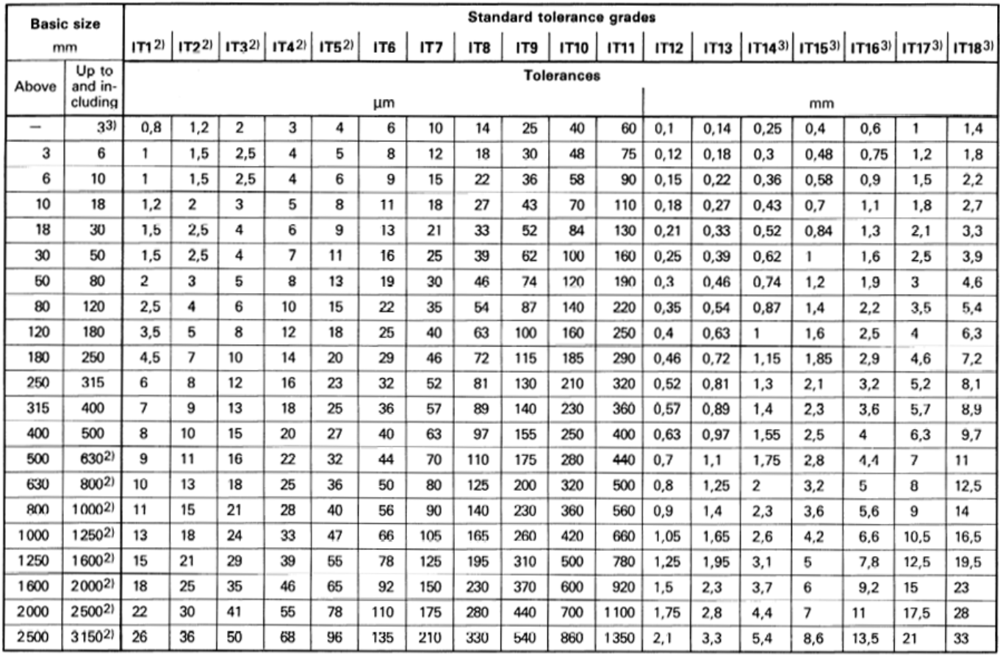 Basic size Standard tolerance grades
mm IT1 2) IT2 2) IT3 2) IT4 2) IT5 2) IT6 IT7 IT8 IT9 IT10 IT11 IT12 IT13 IT14 3) IT15 3) IT16 3) IT17 3) IT18 3)
Above Up to and in-cluding Tolerances
µm mm
— 3 3) 0,8 1,2 2 3 4 6 10 14 25 40 60 0,1 0,14 0,25 0,4 0,6 1 1,4
3 6 1 1,5 2,5 4 5 8 12 18 30 48 75 0,12 0,18 0,3 0,48 0,75 1,2 1,8
6 10 1 1,5 2,5 4 6 9 15 22 36 58 90 0,15 0,22 0,36 0,58 0,9 1,5 2,2
10 18 1,2 2 3 5 8 11 18 27 43 70 110 0,18 0,27 0,43 0,7 1,1 1,8 2,7
18 30 1,5 2,5 4 6 9 13 21 33 52 84 130 0,21 0,33 0,52 0,84 1,3 2,1 3,3
30 50 1,5 2,5 4 7 11 16 25 39 62 100 160 0,25 0,39 0,62 1 1,6 2,5 3,9
50 80 2 3 5 8 13 19 30 46 74 120 190 0,3 0,46 0,74 1,2 1,9 3 4,6
80 120 2,5 4 6 10 15 22 35 54 87 140 220 0,35 0,54 0,87 1,4 2,2 3,5 5,4
120 180 3,5 5 8 12 18 25 40 63 100 160 250 0,4 0,63 1 1,6 2,5 4 6,3
180 250 4,5 7 10 14 20 29 46 72 115 185 290 0,46 0,72 1,15 1,85 2,9 4,6 7,2
250 315 6 8 12 16 23 32 52 81 130 210 320 0,52 0,81 1,3 2,1 3,2 5,2 8,1
315 400 7 9 13 18 25 36 57 89 140 230 360 0,57 0,89 1,4 2,3 3,6 5,7 8,9
400 500 8 10 15 20 27 40 63 97 155 250 400 0,63 0,97 1,55 2,5 4 6,3 9,7
500 630 2) 9 11 16 22 32 44 70 110 175 280 440 0,7 1,1 1,75 2,8 4,4 7 11
630 800 2) 10 13 18 25 36 50 80 125 200 320 500 0,8 1,25 2 3,2 5 8 12,5
800 1000 2) 11 15 21 28 40 56 90 140 230 360 560 0,9 1,4 2,3 3,6 5,6 9 14
1000 1250 2) 13 18 24 33 47 66 105 165 260 420 660 1,05 1,65 2,6 4,2 6,6 10,5 16,5
1250 1600 2) 15 21 29 39 55 78 125 195 310 500 780 1,25 1,95 3,1 5 7,8 12,5 19,5
1600 2000 2) 18 25 35 46 65 92 150 230 370 600 920 1,5 2,3 3,7 6 9,2 15 23
2000 2500 2) 22 30 41 55 78 110 175 280 440 700 1100 1,75 2,8 4,4 7 11 17,5 28
2500 3150 2) 26 36 50 68 96 135 210 330 540 860 1350 2,1 3,3 5,4 8,6 13,5 21 33